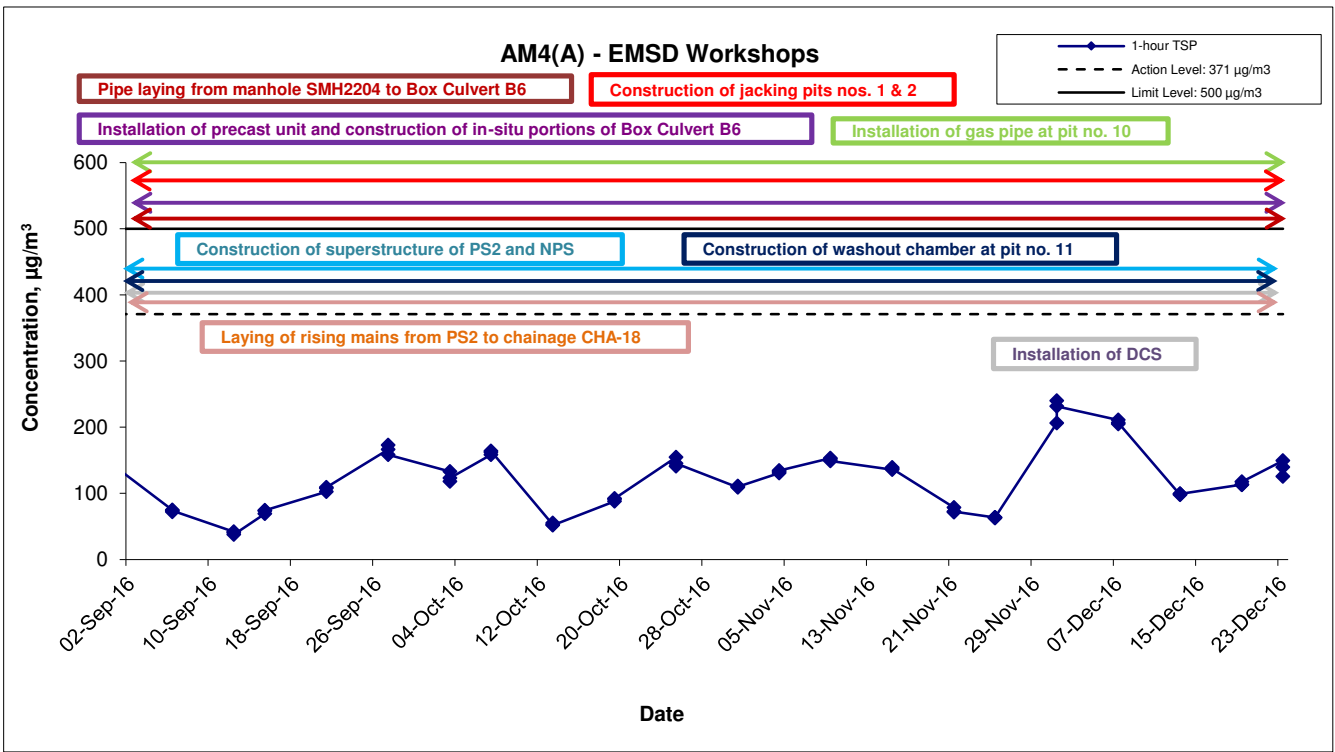 AM4(A) - EMSD Workshops
1-hour TSP
Action Level: 371 µg/m3
Limit Level: 500 µg/m3
Pipe laying from manhole SMH2204 to Box Culvert B6
Construction of jacking pits nos. 1 & 2
Installation of precast unit and construction of in-situ portions of Box Culvert B6
Installation of gas pipe at pit no. 10
600
500
400
300
200
100
0
Concentration, µg/m³
Construction of superstructure of PS2 and NPS
Construction of washout chamber at pit no. 11
Laying of rising mains from PS2 to chainage CHA-18
Installation of DCS
02-Sep-16
10-Sep-16
18-Sep-16
26-Sep-16
04-Oct-16
12-Oct-16
20-Oct-16
28-Oct-16
05-Nov-16
13-Nov-16
21-Nov-16
29-Nov-16
07-Dec-16
15-Dec-16
23-Dec-16
Date